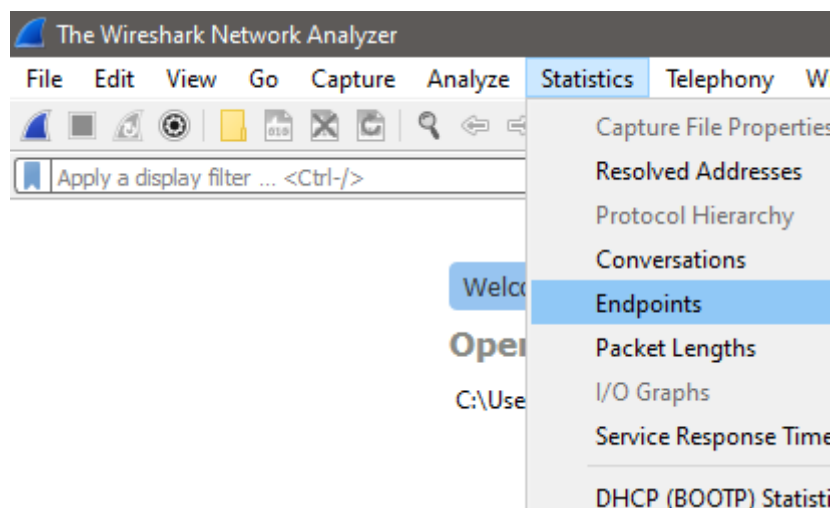 The Wireshark Network Analyzer
File Edit View Go Capture Analyze Statistics Telephony
Apply a display filter ... <Ctrl-/>
Capture File Properties
Resolved Addresses
Protocol Hierarchy
Conversations
Endpoints
Packet Lengths
I/O Graphs
Service Response Time
DHCP (BOOTP)
C:\Use